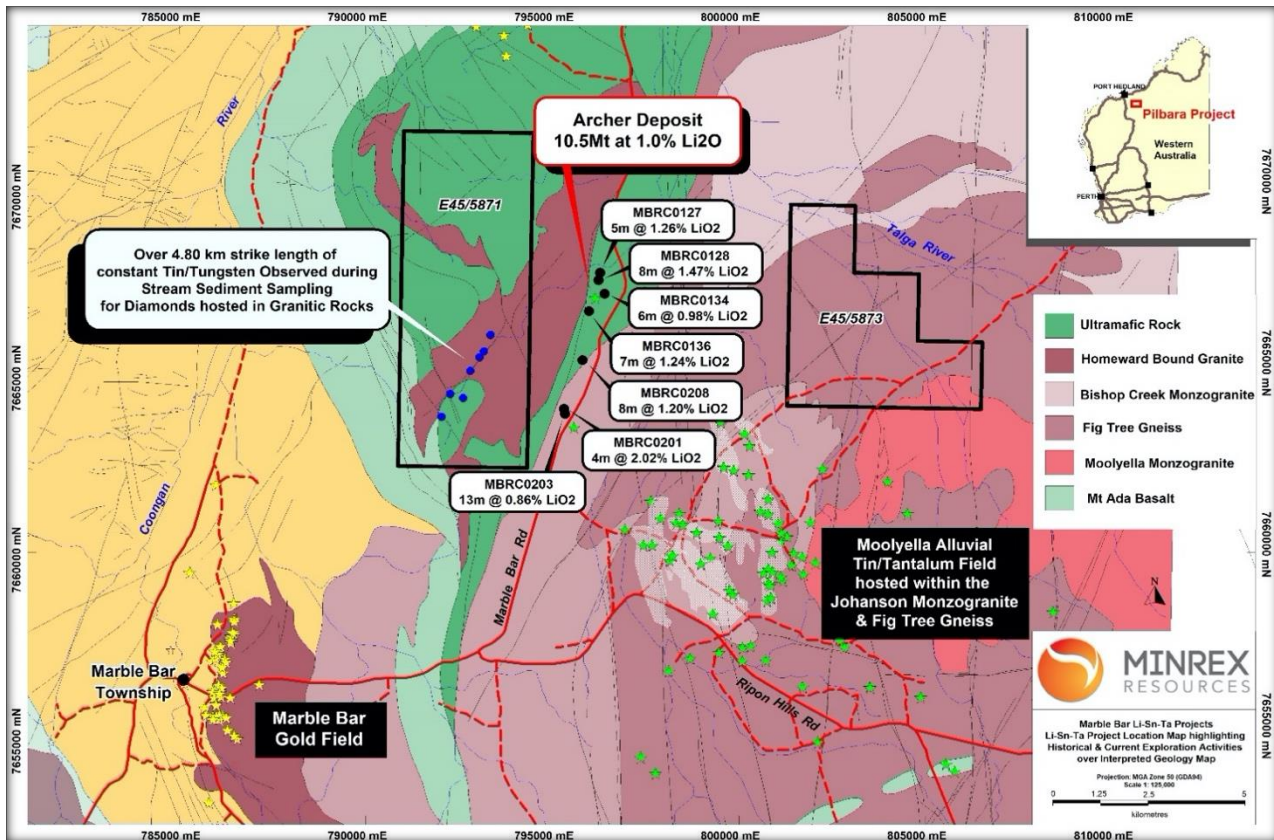 785000 mE
790000 mE
795000 mE
800000 mE
805000 mE
810000 mE
7670000 mN
7665000 mN
7660000 mN
7655000 mN
7670000 mN
7665000 mN
7660000 mN
7655000 mN
785000 mE
790000 mE
795000 mE
800000 mE
805000 mE
810000 mE
River
Coongan
Over 4.80 km strike length of
constant Tin/Tungsten Observed during
Stream Sediment Sampling
for Diamonds hosted in Granitic Rocks
E45/5871
Archer Deposit
10.5Mt at 1.0% Li2O
MBRC0127
5m @ 1.26% LiO2
MBRC0128
8m @ 1.47% LiO2
MBRC0134
6m @ 0.98% LiO2
MBRC0136
7m @ 1.24% LiO2
MBRC0208
8m @ 1.20% LiO2
MBRC0201
4m @ 2.02% LiO2
MBRC0203
13m @ 0.86% LiO2
Talga River
E45/5873
Marble Bar Rd
Ripon Hills Rd
Marble Bar
Township
Marble Bar
Gold Field
Moolyella Alluvial
Tin/Tantalum Field
hosted within the
Johanson Monzogranite
& Fig Tree Gneiss
PORT HEDLAND
Pilbara Project
Western
Australia
PERTH
Ultramafic Rock
Homeward Bound Granite
Bishop Creek Monzogranite
Fig Tree Gneiss
Moolyella Monzogranite
Mt Ada Basalt
N
MINREX
RESOURCES
Marble Bar Li-Sn-Ta Projects
Li-Sn-Ta Project Location Map highlighting
Historical & Current Exploration Activities
over Interpreted Geology Map
Projection: MGA Zone 50 (GDA94)
Scale 1: 125,000
0 1.25 2.5 5
kilometres